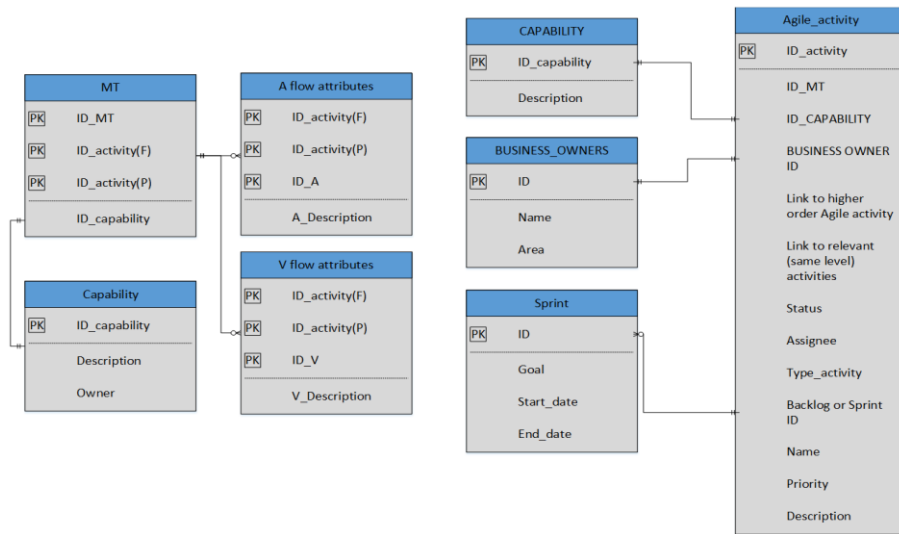 MT
PK ID_MT
PK ID_activity(F)
PK ID_activity(P)
ID_capability
Capability
PK ID_capability
Description
Owner
A flow attributes
PK ID_activity(F)
PK ID_activity(P)
PK ID_A
A_Description
V flow attributes
PK ID_activity(F)
PK ID_activity(P)
PK ID_V
V_Description
CAPABILITY
PK ID_capability
Description
BUSINESS_OWNERS
PK ID
Name
Area
Sprint
PK ID
Goal
Start_date
End_date
Agile_activity
PK ID_activity
ID_MT
ID_CAPABILITY
BUSINESS OWNER
ID
Link to higher
order Agile activity
Link to relevant
(same level)
activities
Status
Assignee
Type_activity
Backlog or Sprint
ID
Name
Priority
Description